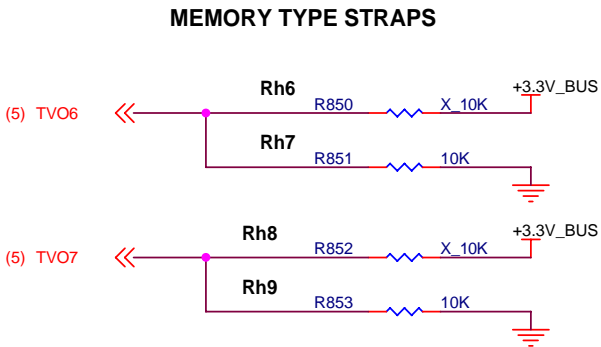 MEMORY TYPE STRAPS
Rh6
+3.3V_BUS
(5) TVO6
R850
X_10K
Rh7
R851
10K
Rh8
+3.3V_BUS
(5) TVO7
R852
X_10K
Rh9
R853
10K